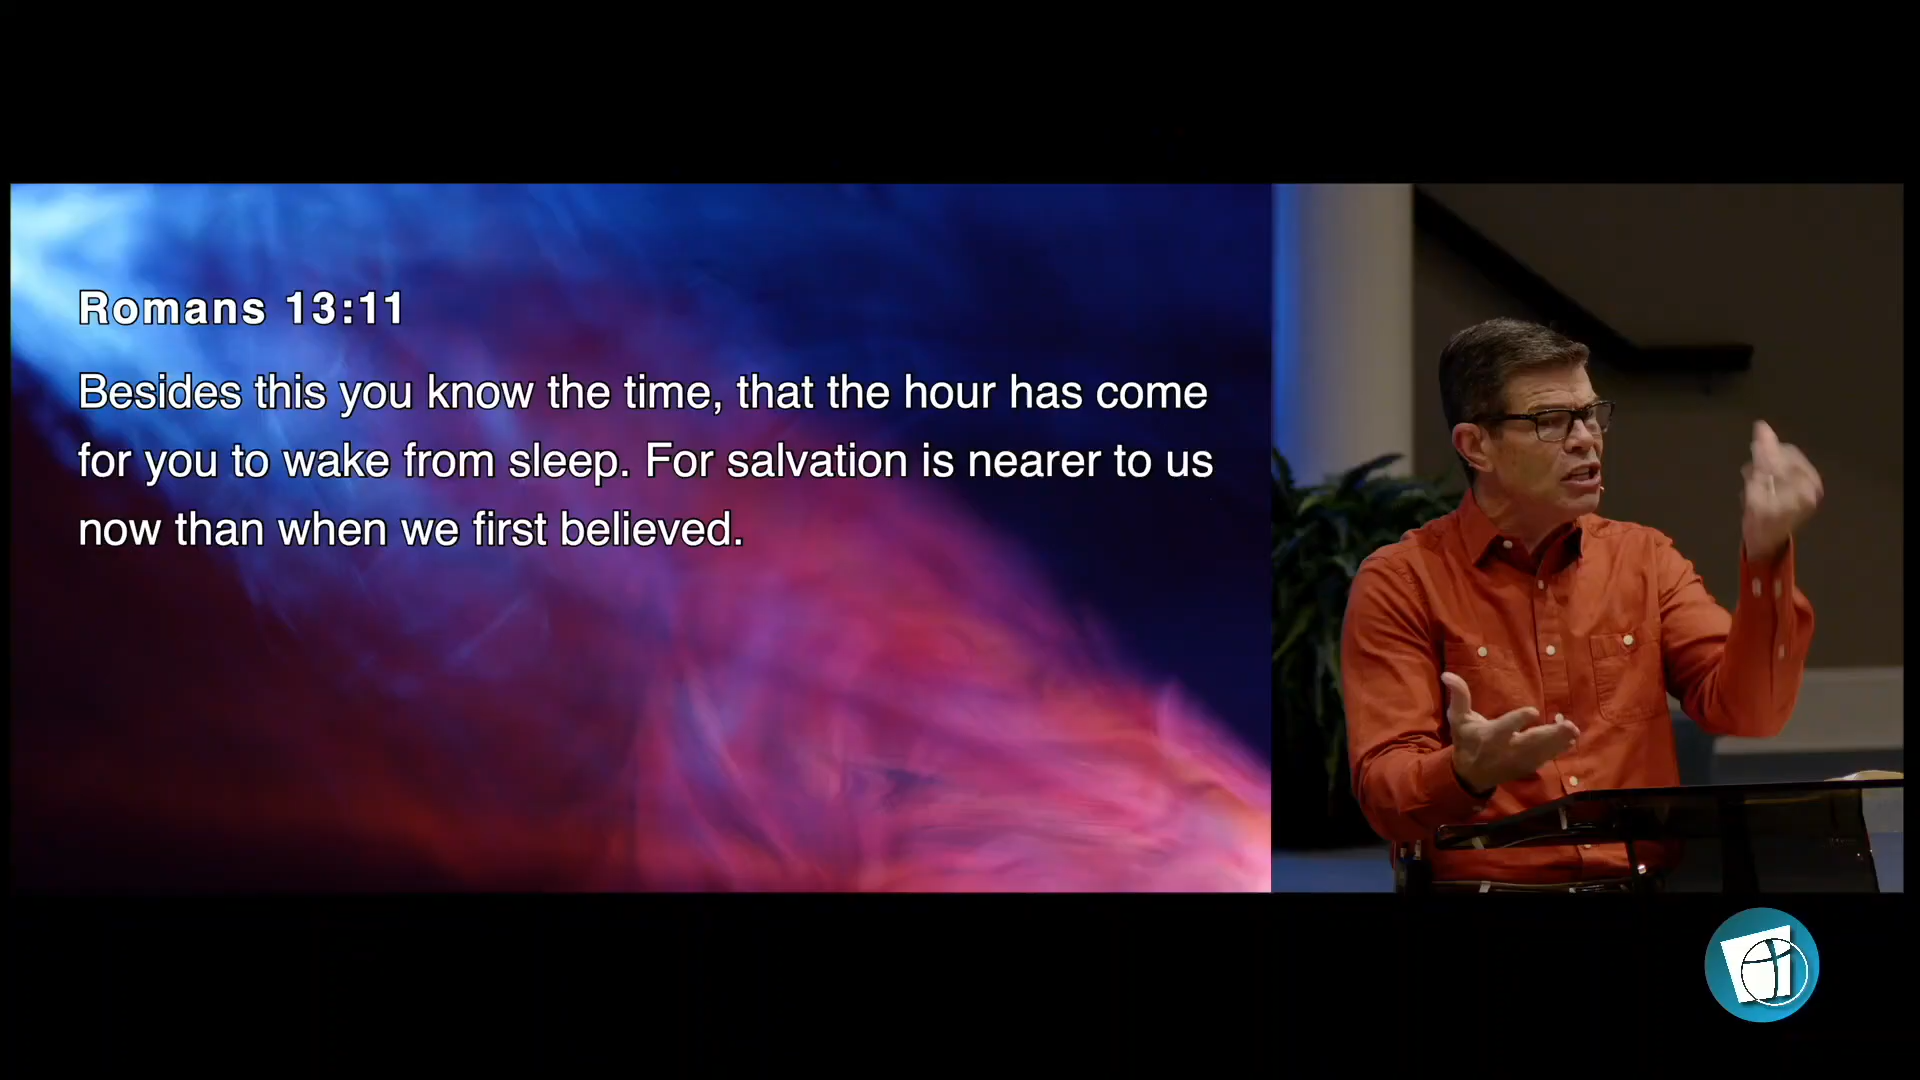 Romans 13:11
Besides this you know the time, that the hour has come
for you to wake from sleep. For salvation is nearer to us
now than when we first believed.